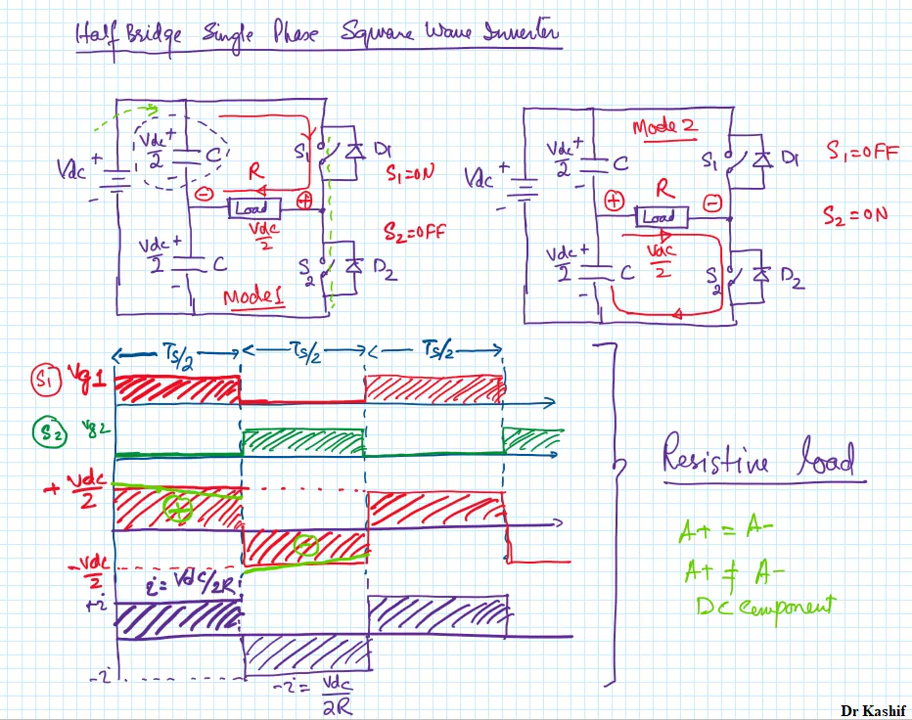 Half Bridge Single Phase Square Wave Inverter
Vdc
+
-
Vdc/2
+
-
C
S1
D1
R
Load
Vdc/2
S1=ON
S2=OFF
Vdc/2
+
-
C
S2
D2
Mode1
Vdc
+
-
Vdc/2
+
-
C
Mode 2
S1
D1
R
Load
Vdc/2
S1=OFF
S2=ON
Vdc/2
+
-
C
S2
D2
Ts/2
Ts/2
Ts/2
S1 Vg1
S2 Vg2
+Vdc/2
+
-
-Vdc/2
i=Vdc/2R
+i
-i
-i=Vdc/2R
Resistive load
A+ = A-
A+ ≠ A-
DC component
Dr Kashif